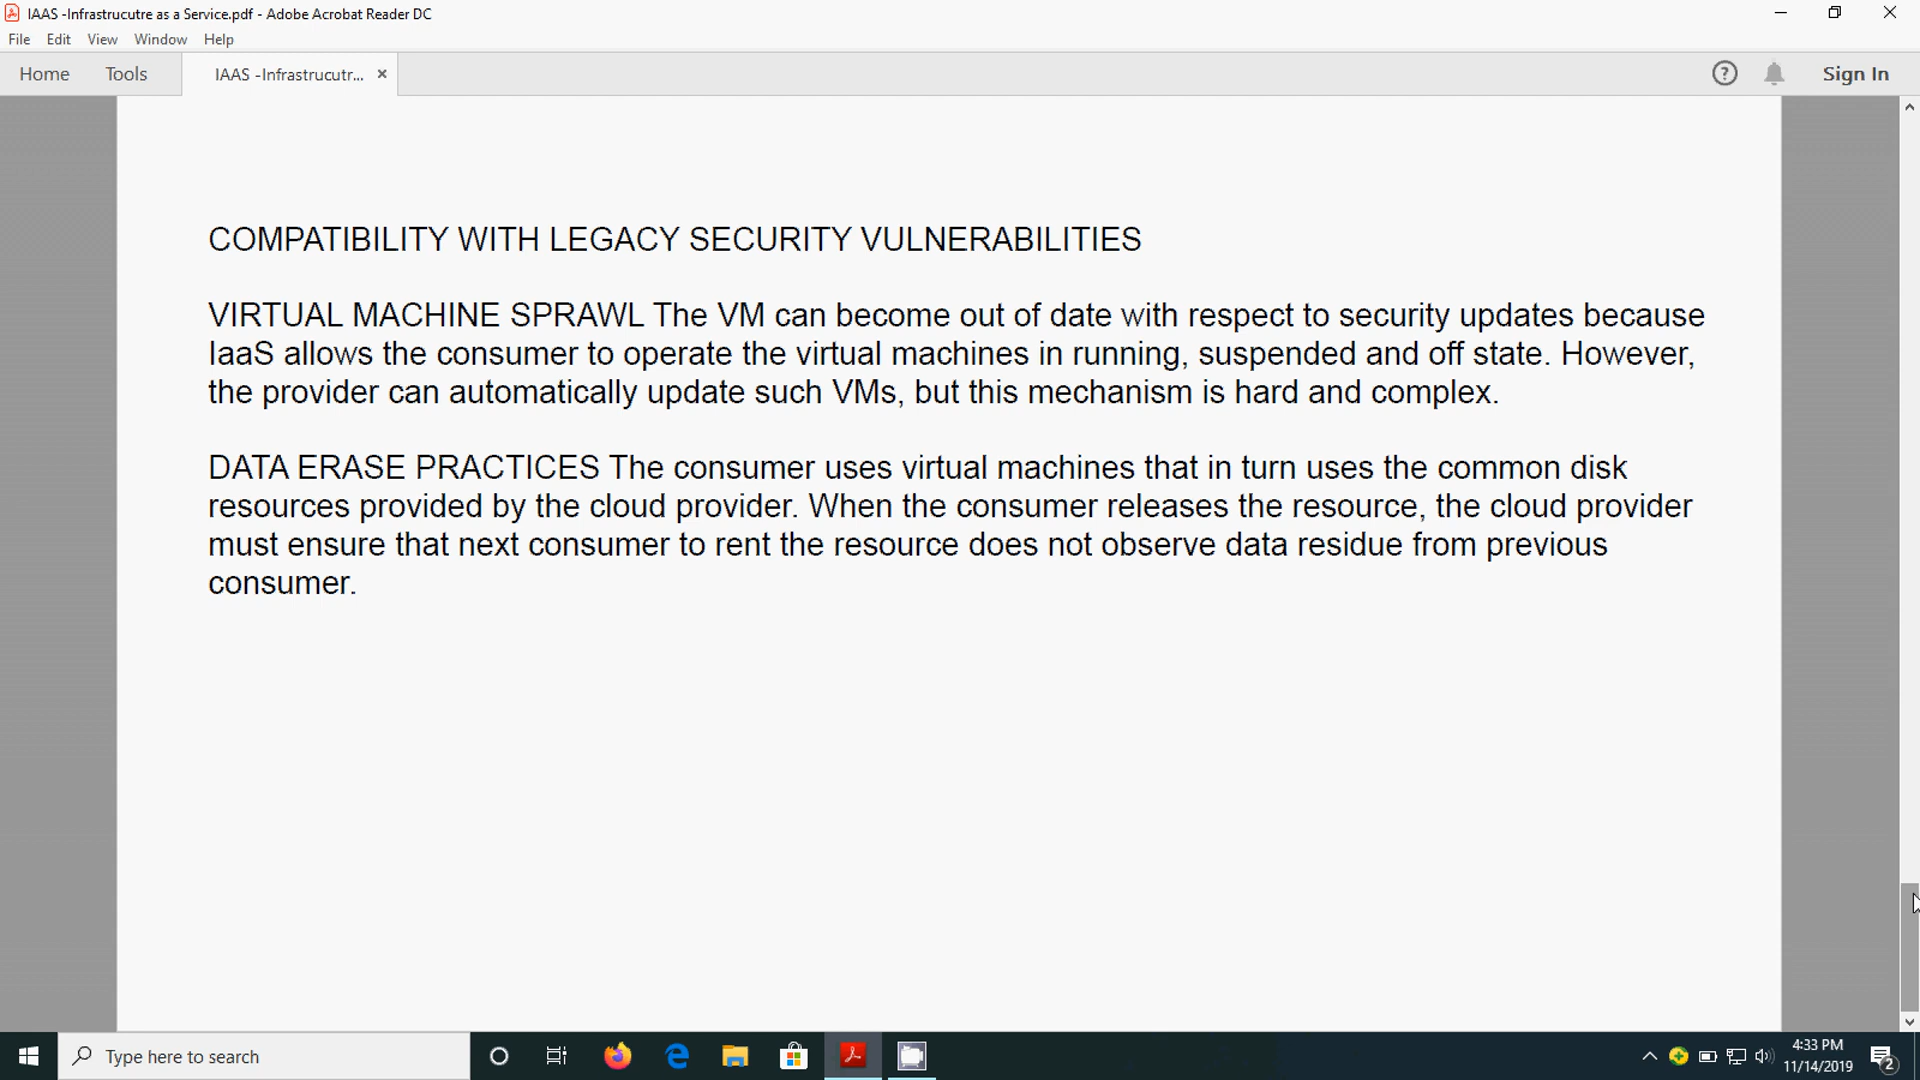 IAAS -Infrastrucutre as a Service.pdf - Adobe Acrobat Reader DC
File Edit View Window Help
Home Tools IAAS -Infrastrucutr... Sign In
COMPATIBILITY WITH LEGACY SECURITY VULNERABILITIES
VIRTUAL MACHINE SPRAWL The VM can become out of date with respect to security updates because
IaaS allows the consumer to operate the virtual machines in running, suspended and off state. However,
the provider can automatically update such VMs, but this mechanism is hard and complex.
DATA ERASE PRACTICES The consumer uses virtual machines that in turn uses the common disk
resources provided by the cloud provider. When the consumer releases the resource, the cloud provider
must ensure that next consumer to rent the resource does not observe data residue from previous
consumer.
Type here to search
4:33 PM
11/14/2019
2